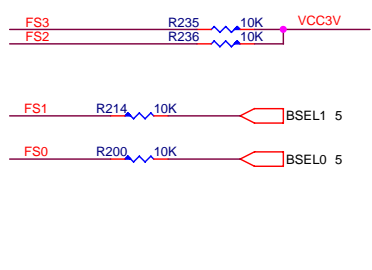 FS3 R235 10K VCC3V
FS2 R236 10K
FS1 R214 10K BSEL1 5
FS0 R200 10K BSEL0 5